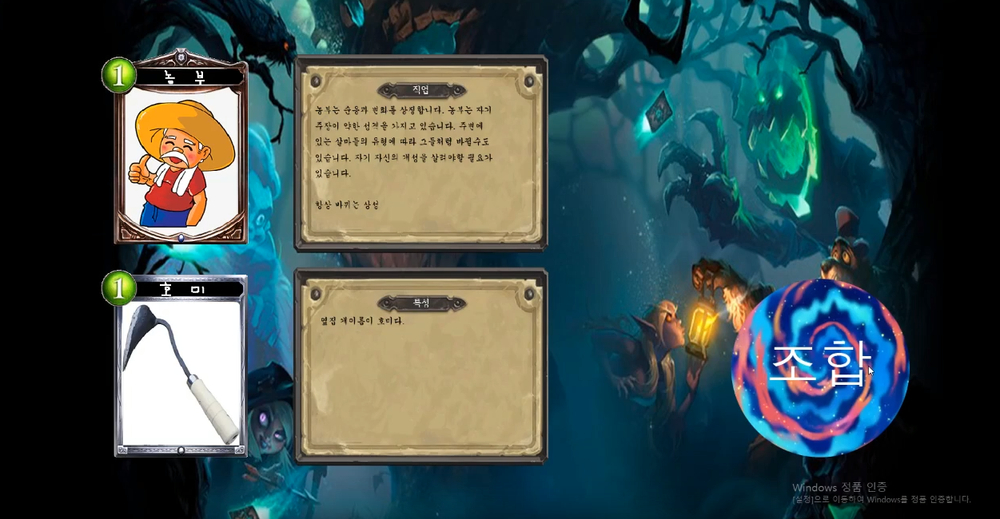 1
농 부
직업
농부는 순응과 변화를 상징합니다. 농부는 자기
주장이 약한 성격을 가지고 있습니다. 주변에
있는 살마들의 유형에 따라 그들처럼 바뀔수도
있습니다. 자기 자신의 개성을 살려야할 필요가
있습니다.
항상 바뀌는 상성
1
호 미
특성
옆집 개이름이 호미다.
조합
Windows 정품 인증
[설정]으로 이동하여 Windows를 정품 인증합니다.